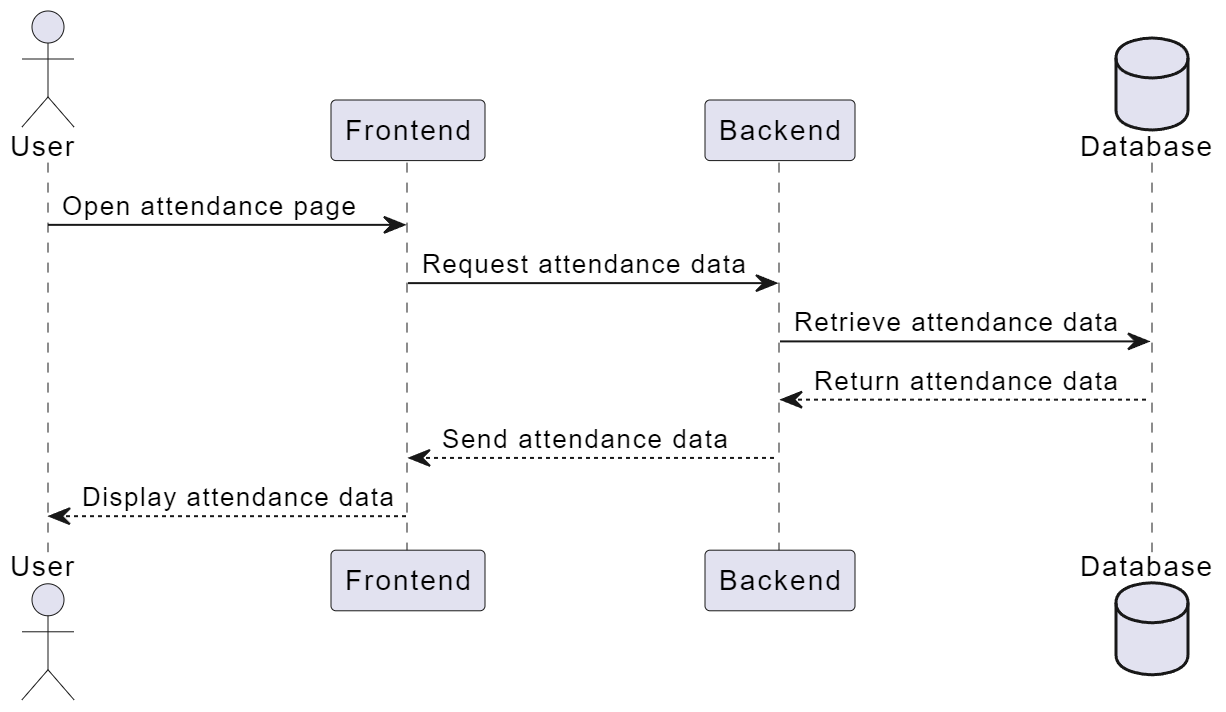 User
Frontend
Backend
Database
Open attendance page
Request attendance data
Retrieve attendance data
Return attendance data
Send attendance data
Display attendance data
User
Frontend
Backend
Database